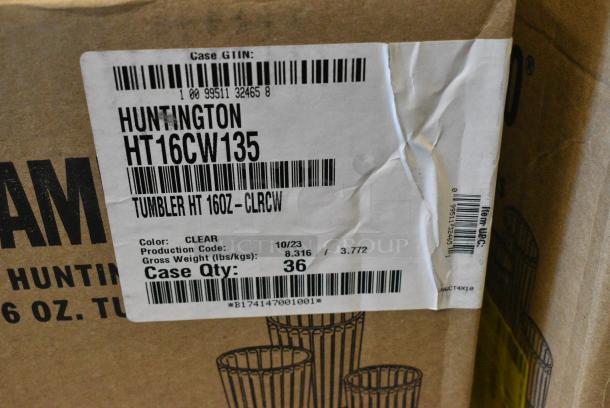 Case GTIN:
1 00 99511 32465 8
HUNTINGTON
HT16CW135
TUMBLER HT 16OZ-CLRCW
Color: CLEAR
Production Code: 10/23
Gross Weight (lbs/kgs): 8.316 / 3.772
Case Qty: 36
*B174147001001*
Item UPC:
AM
HUNTIN
6 OZ. TU